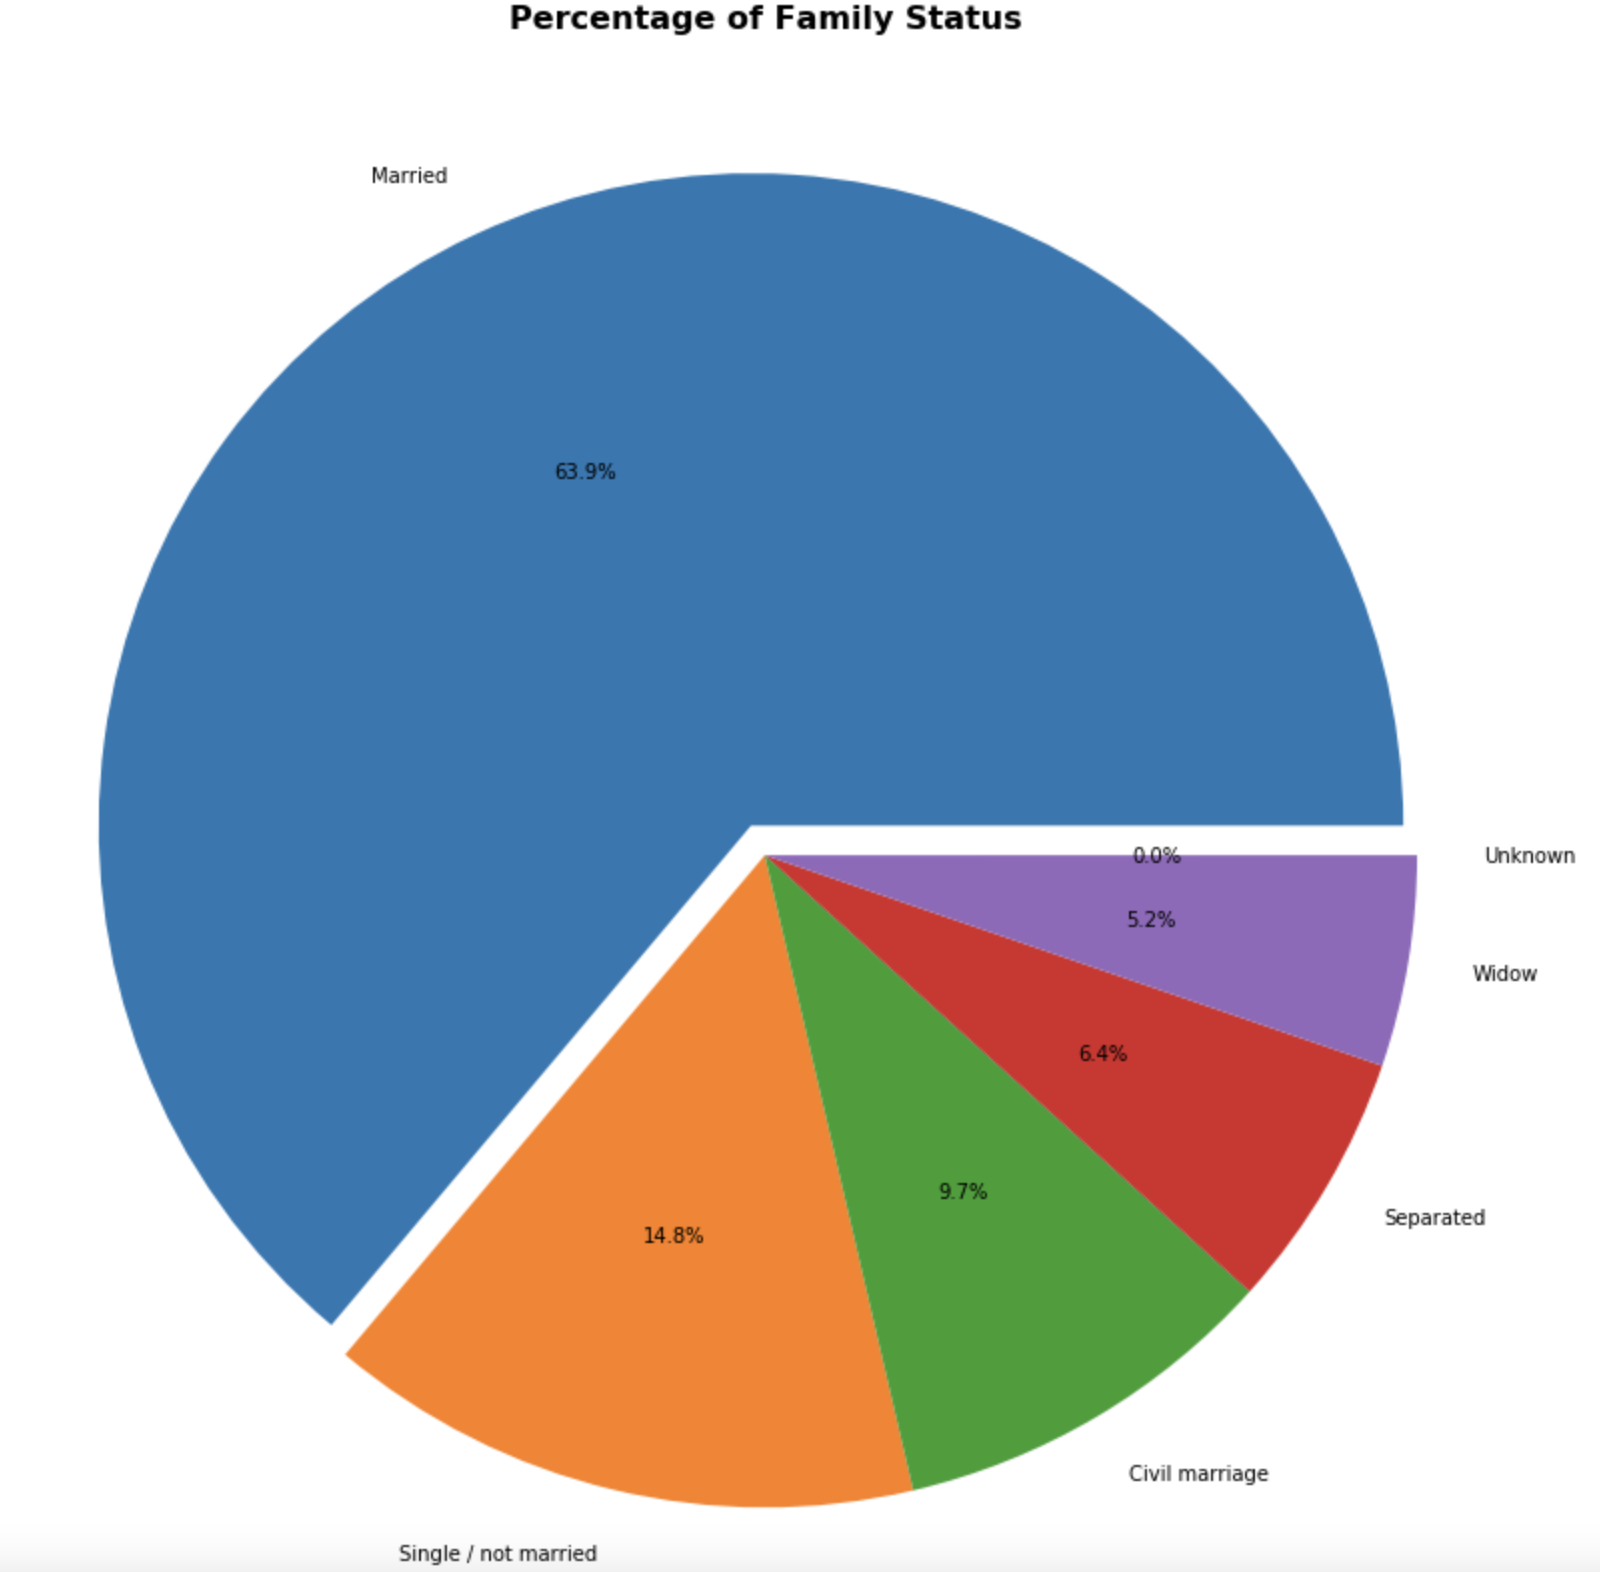 Percentage of Family Status
Married
63.9%
0.0%
Unknown
5.2%
Widow
6.4%
Separated
9.7%
Civil marriage
14.8%
Single / not married